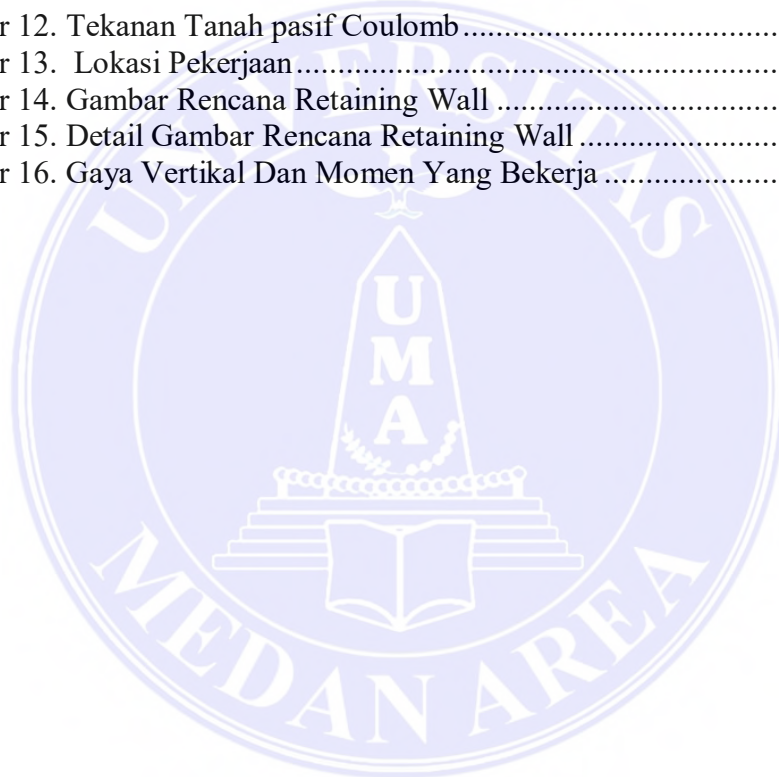 r 12. Tekanan Tanah pasif Coulomb...................................
r 13.  Lokasi Pekerjaan.....................................................
r 14. Gambar Rencana Retaining Wall ...............................
r 15. Detail Gambar Rencana Retaining Wall ......................
r 16. Gaya Vertikal Dan Momen Yang Bekerja ...................
UNIVERSITAS
U
M
A
MEDAN AREA